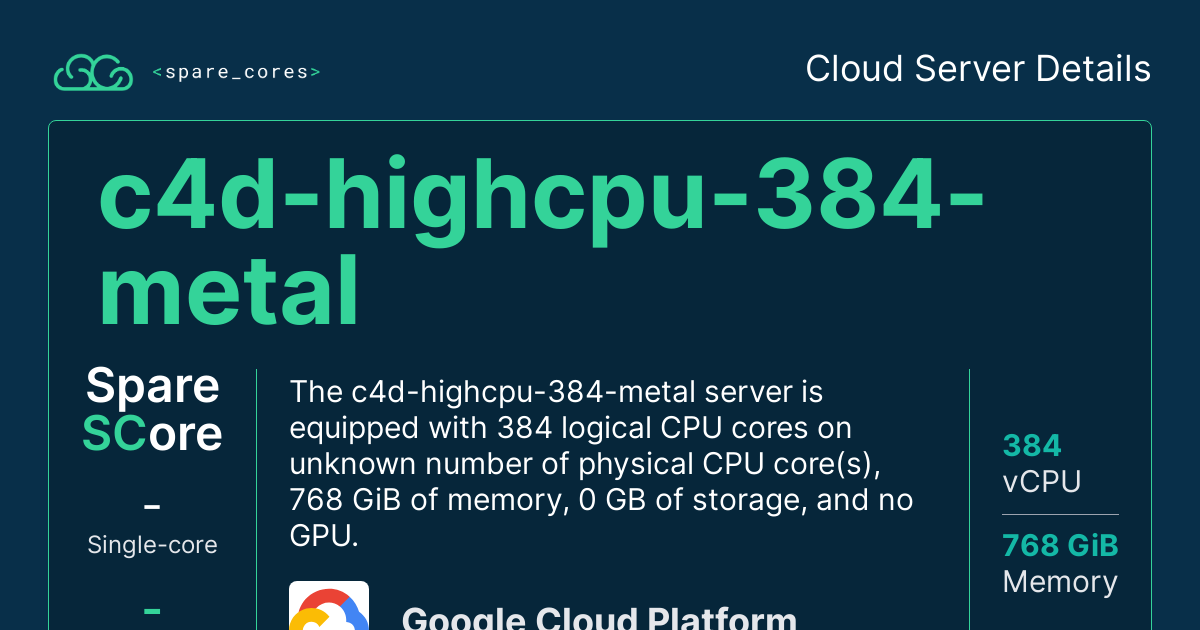 <spare_cores>
Cloud Server Details
c4d-highcpu-384-
metal
Spare
SCore
-
Single-core
-
The c4d-highcpu-384-metal server is
equipped with 384 logical CPU cores on
unknown number of physical CPU core(s),
768 GiB of memory, 0 GB of storage, and no
GPU.
Google Cloud Platform
384
vCPU
768 GiB
Memory